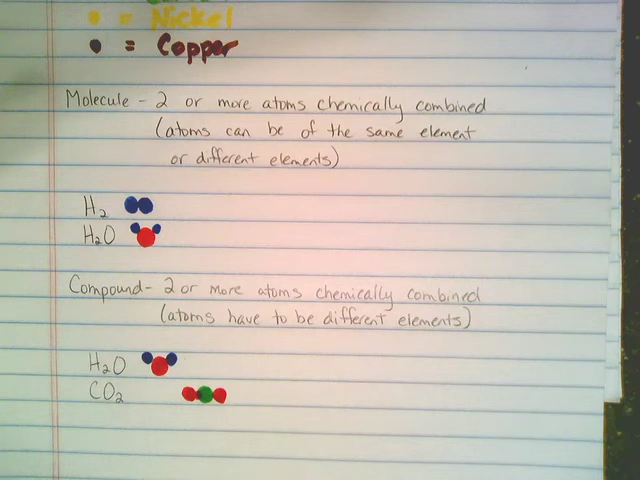 = Nickel
= Copper
Molecule - 2 or more atoms chemically combined
(atoms can be of the same element
or different elements)
H₂
H₂O
Compound - 2 or more atoms chemically combined
(atoms have to be different elements)
H₂O
CO₂